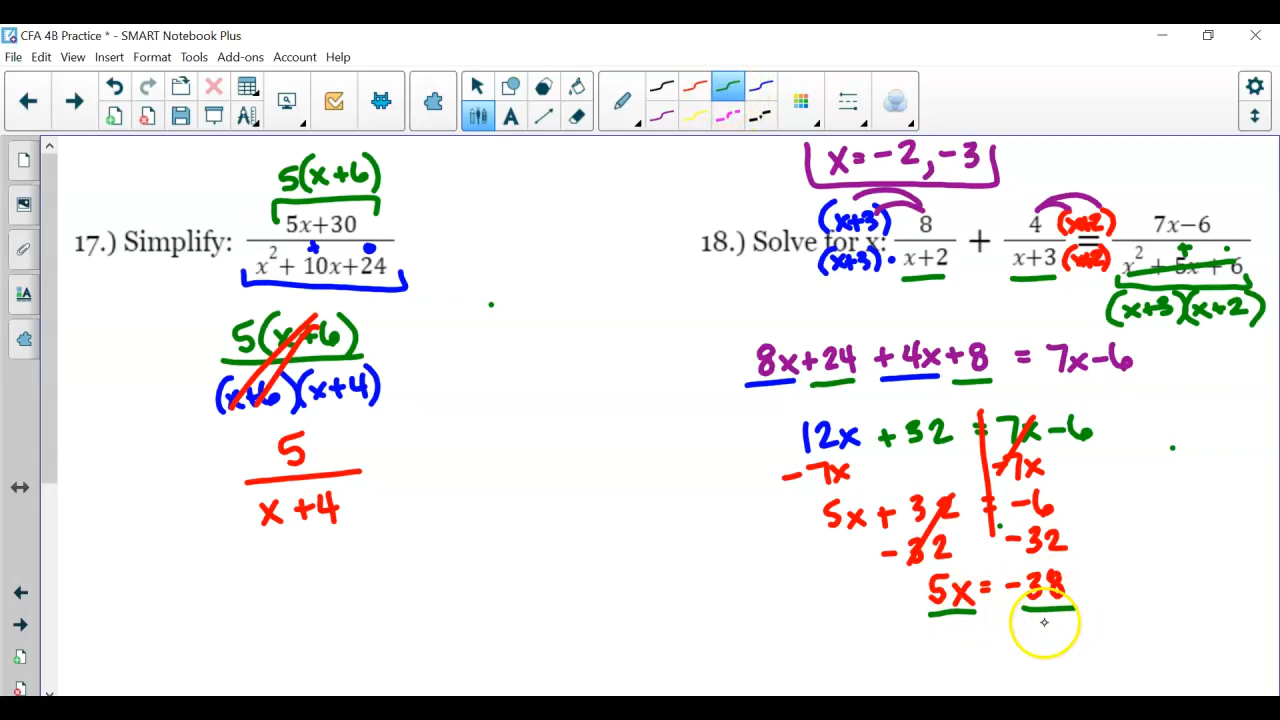 CFA 4B Practice * - SMART Notebook Plus
File Edit View Insert Format Tools Add-ons Account Help
5(x+6)
17.) Simplify: 5x+30 / x² + 10x+24
5(x+6)
(x+6)(x+4)
5
x+4
x = -2, -3
18.) Solve for x: (x+3) 8 / (x+3) · x+2 + 4 (x+2) / x+3 (x+2) = 7x-6 / x² + 5x + 6
(x+3)(x+2)
8x+24 +4x+8 = 7x-6
12x +32 = 7x-6
-7x -7x
5x + 32 = -6
-32 -32
5x = -38